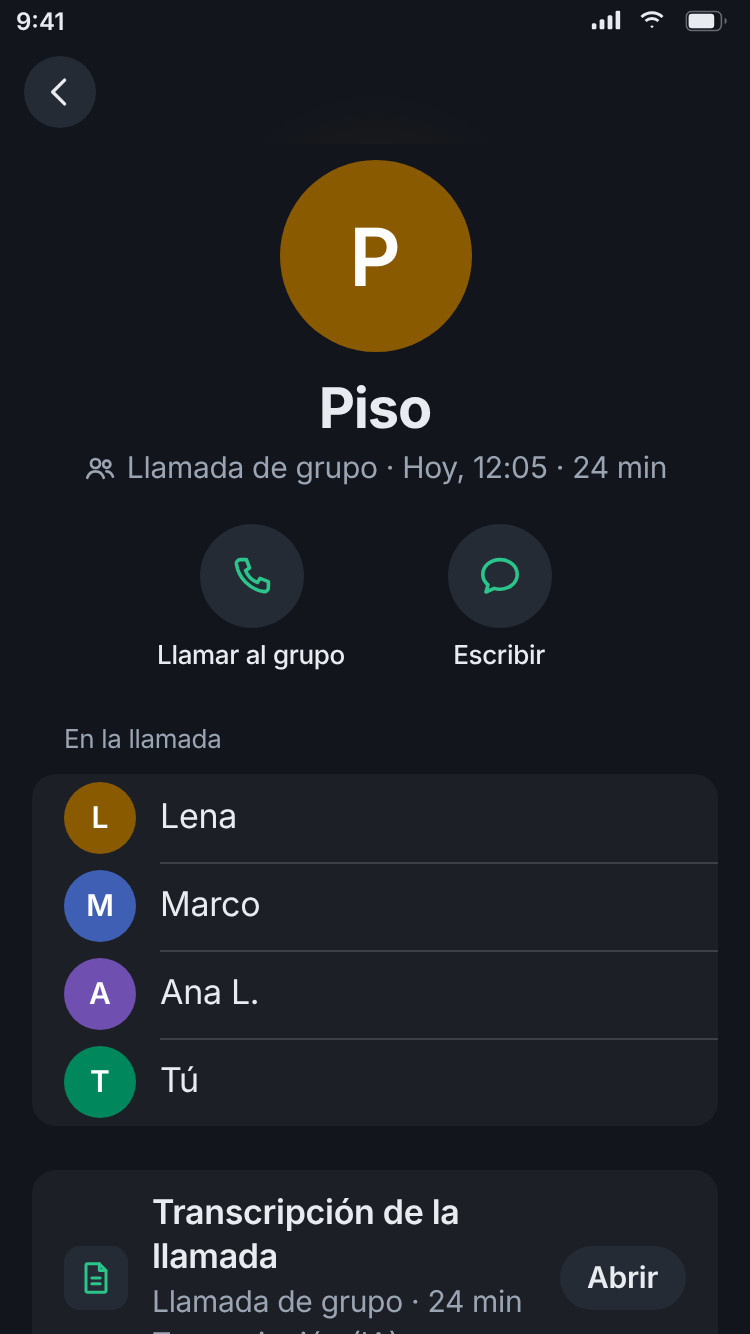 9:41
P
Piso
Llamada de grupo · Hoy, 12:05 · 24 min
Llamar al grupo
Escribir
En la llamada
L
Lena
M
Marco
A
Ana L.
T
Tú
Transcripción de la
llamada
Abrir
Llamada de grupo · 24 min